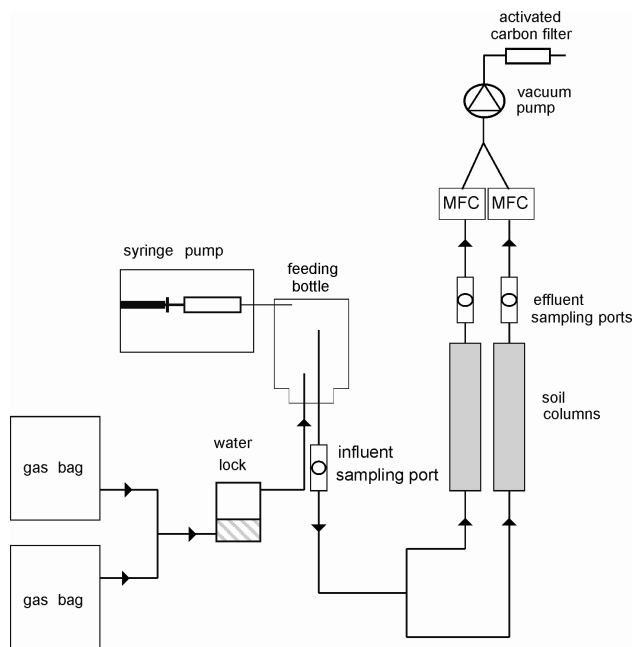 activated
carbon filter
vacuum
pump
MFC
MFC
syringe pump
feeding
bottle
effluent
sampling ports
soil
columns
water
lock
influent
sampling port
gas bag
gas bag